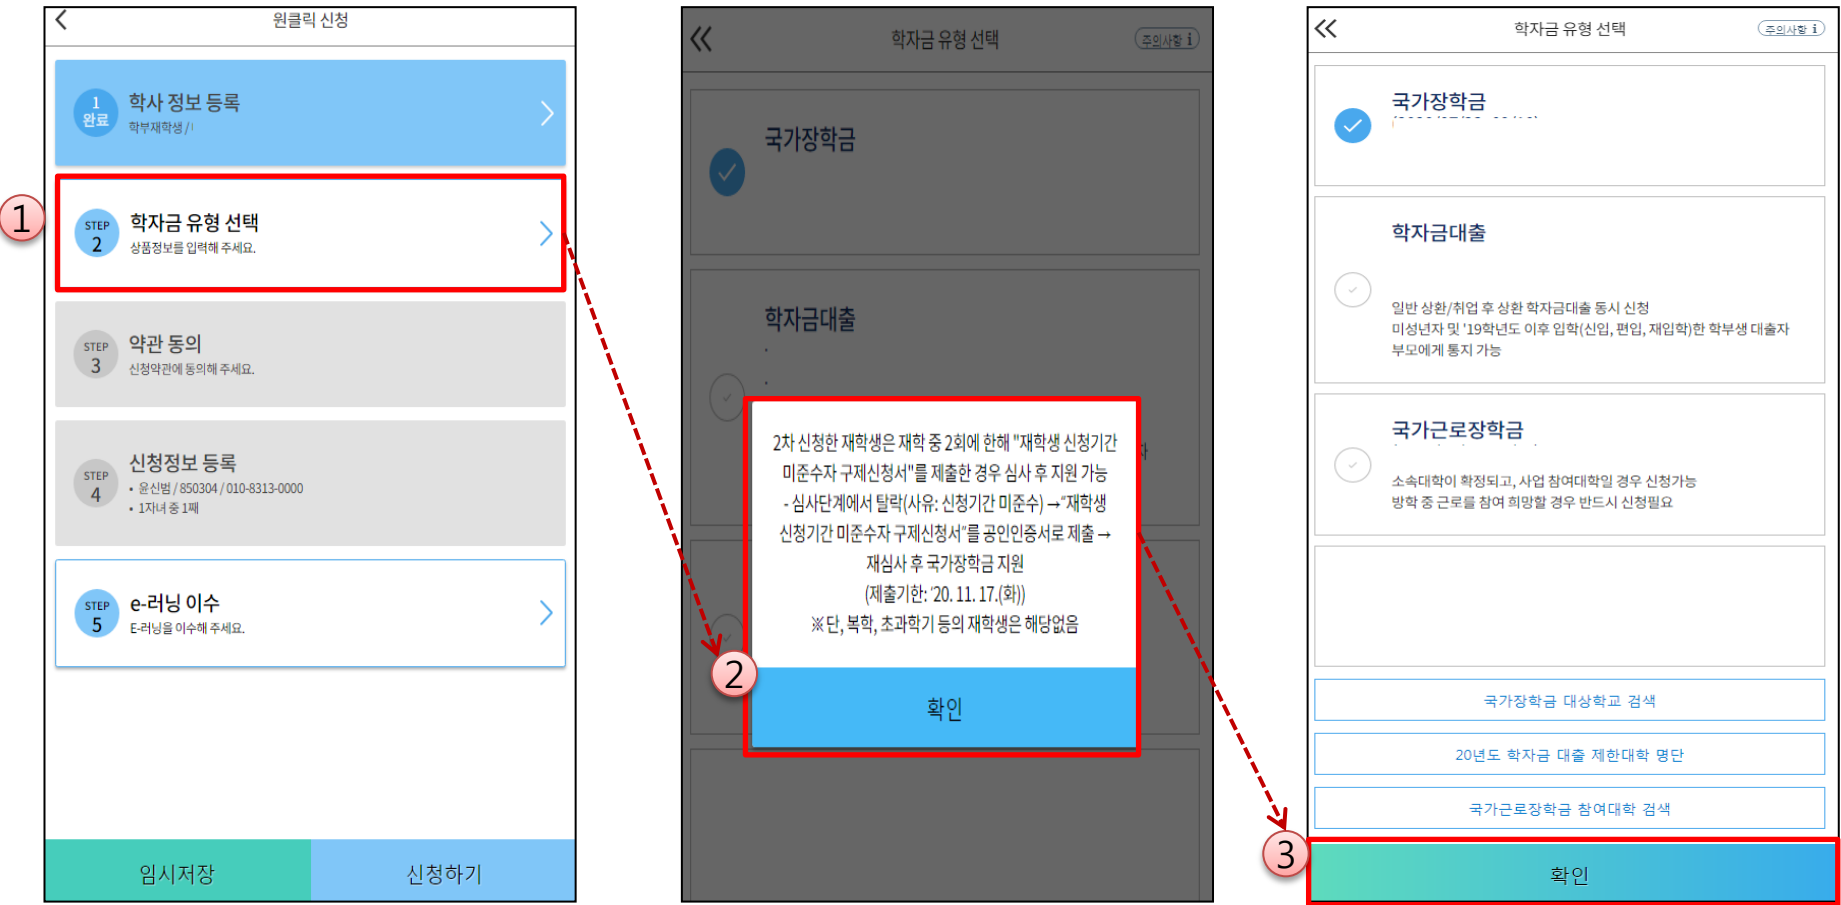 원클릭 신청
1
완료
학사 정보 등록
학부재학생 /
1
STEP
2
학자금 유형 선택
상품정보를 입력해 주세요.
STEP
3
약관 동의
신청약관에 동의해 주세요.
STEP
4
신청정보 등록
• 윤신범 / 850304 / 010-8313-0000
• 1자녀 중 1째
STEP
5
e-러닝 이수
E-러닝을 이수해 주세요.
임시저장
신청하기
학자금 유형 선택
주의사항 i
국가장학금
학자금대출
자
2차 신청한 재학생은 재학 중 2회에 한해 "재학생 신청기간
미준수자 구제신청서"를 제출한 경우 심사 후 지원 가능
- 심사단계에서 탈락(사유: 신청기간 미준수) → "재학생
신청기간 미준수자 구제신청서"를 공인인증서로 제출 →
재심사 후 국가장학금 지원
(제출기한: '20. 11. 17.(화))
※ 단, 복학, 초과학기 등의 재학생은 해당없음
2
확인
학자금 유형 선택
주의사항 i
국가장학금
학자금대출
일반 상환/취업 후 상환 학자금대출 동시 신청
미성년자 및 '19학년도 이후 입학(신입, 편입, 재입학)한 학부생 대출자
부모에게 통지 가능
국가근로장학금
소속대학이 확정되고, 사업 참여대학일 경우 신청가능
방학 중 근로를 참여 희망할 경우 반드시 신청필요
국가장학금 대상학교 검색
20년도 학자금 대출 제한대학 명단
국가근로장학금 참여대학 검색
3
확인